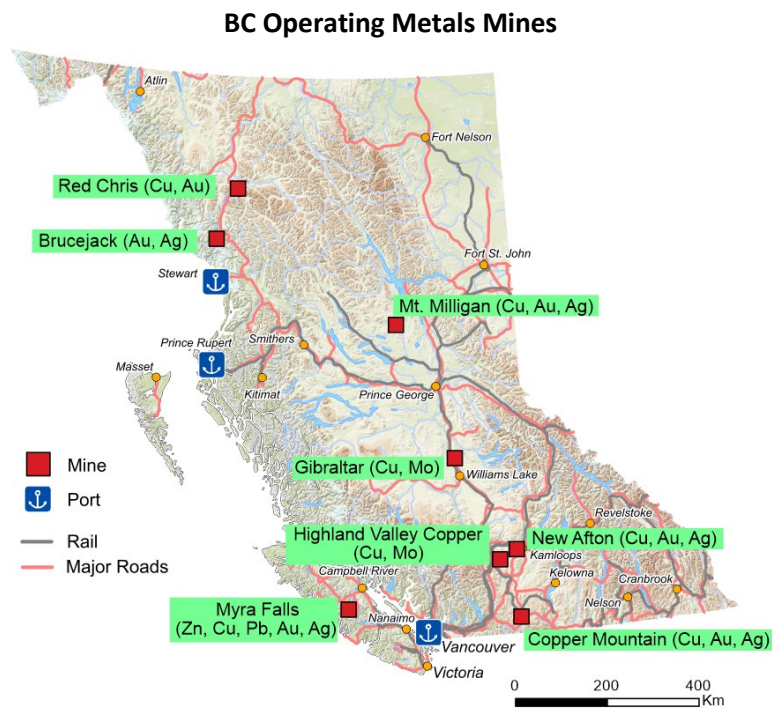 BC Operating Metals Mines
Atlin
Fort Nelson
Red Chris (Cu, Au)
Brucejack (Au, Ag)
Fort St. John
Stewart
Mt. Milligan (Cu, Au, Ag)
Prince Rupert
Smithers
Masset
Kitimat
Prince George
Mine
Port
Rail
Major Roads
Gibraltar (Cu, Mo)
Williams Lake
Revelstoke
Highland Valley Copper
(Cu, Mo)
New Afton (Cu, Au, Ag)
Kamloops
Campbell River
Kelowna
Cranbrook
Nelson
Myra Falls
(Zn, Cu, Pb, Au, Ag)
Nanaimo
Copper Mountain (Cu, Au, Ag)
Vancouver
Victoria
0 200 400
Km